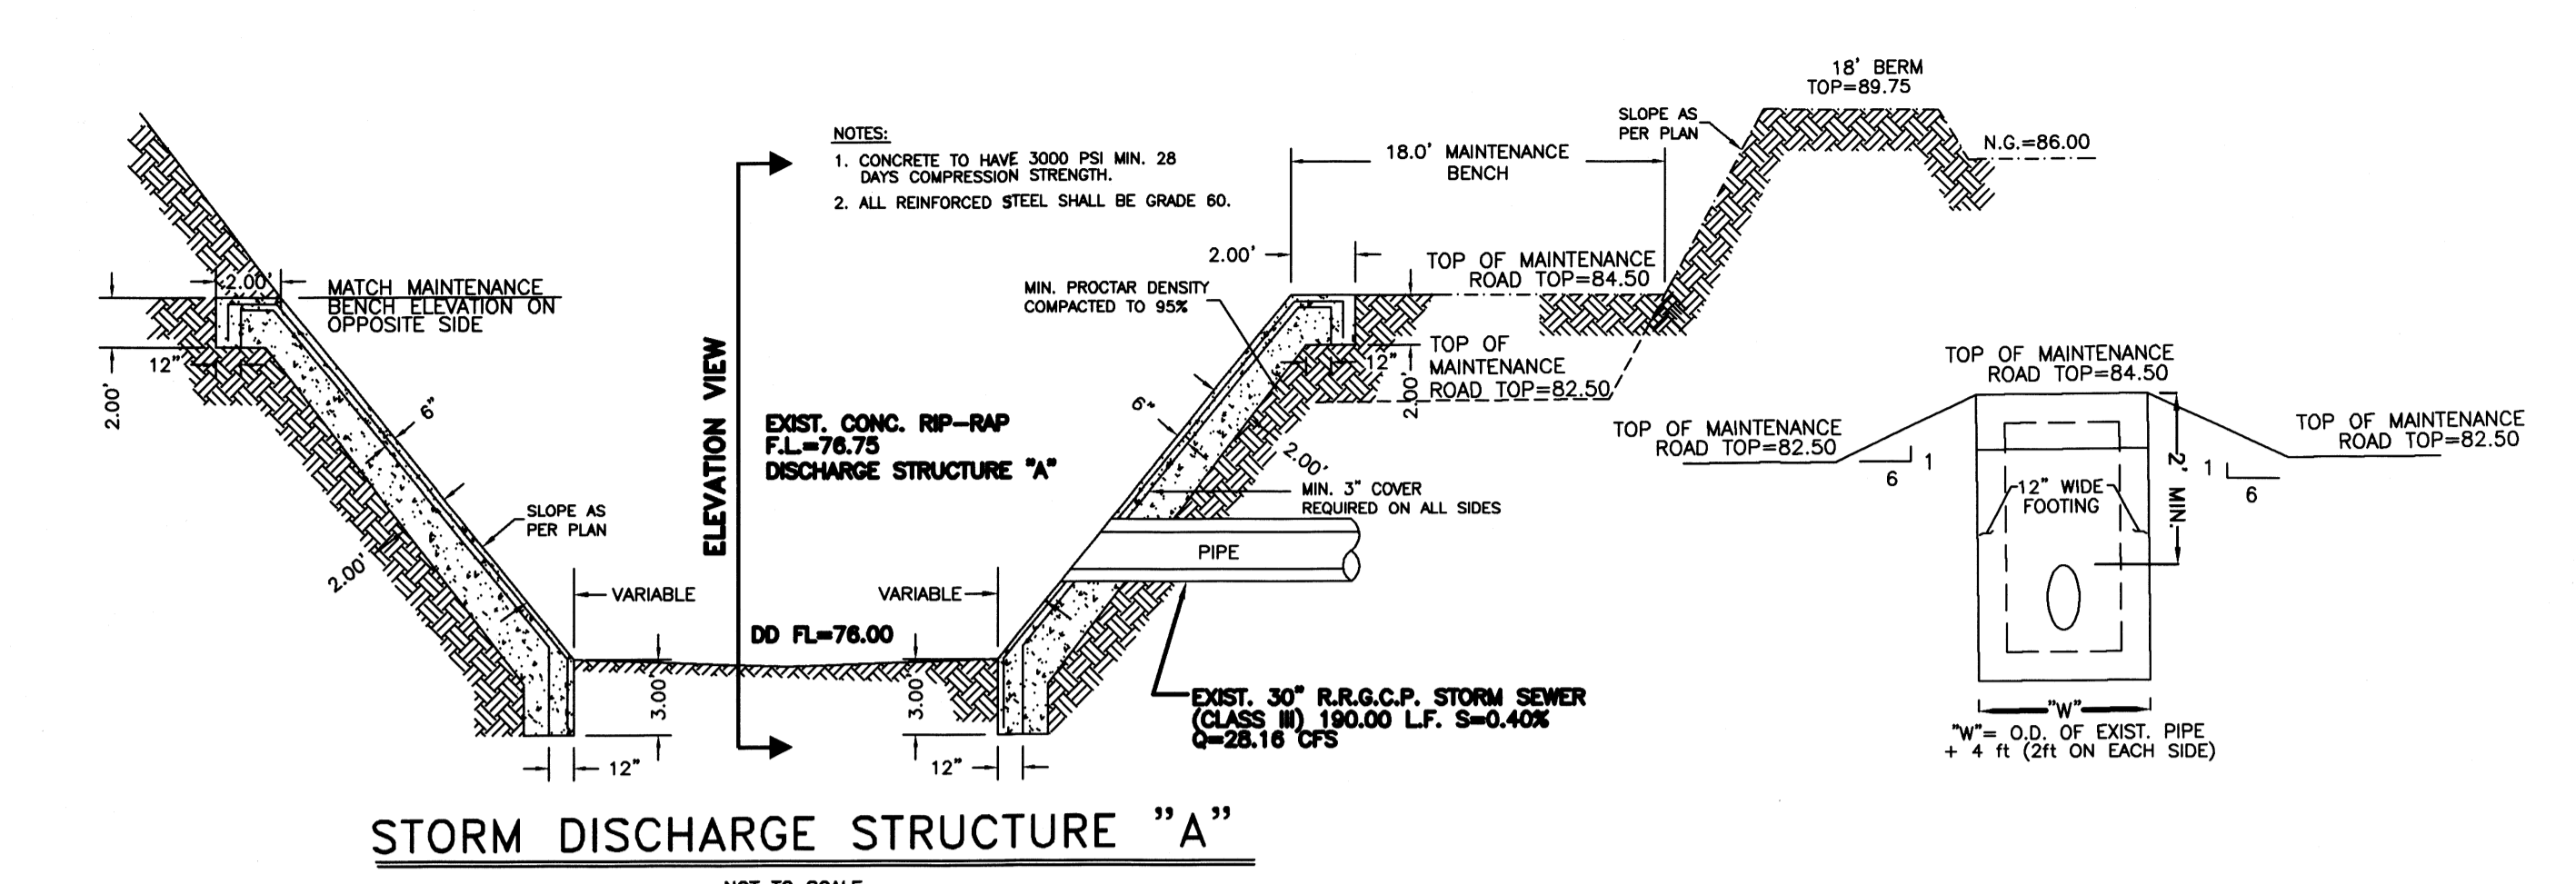 18' BERM
TOP=89.75
SLOPE AS
PER PLAN
N.G.=86.00
NOTES:
1. CONCRETE TO HAVE 3000 PSI MIN. 28
DAYS COMPRESSION STRENGTH.
2. ALL REINFORCED STEEL SHALL BE GRADE 60.
18.0' MAINTENANCE
BENCH
2.00'
TOP OF MAINTENANCE
ROAD TOP=84.50
MIN. PROCTAR DENSITY
COMPACTED TO 95%
2.00'
MATCH MAINTENANCE
BENCH ELEVATION ON
OPPOSITE SIDE
12"
2.00'
6"
SLOPE AS
PER PLAN
2.00'
VARIABLE
3.00'
12"
ELEVATION VIEW
EXIST. CONC. RIP-RAP
F.L.=76.75
DISCHARGE STRUCTURE "A"
DD FL=76.00
VARIABLE
3.00'
12"
6"
12"
2.00'
TOP OF
MAINTENANCE
ROAD TOP=82.50
2.00'
MIN. 3" COVER
REQUIRED ON ALL SIDES
PIPE
EXIST. 30" R.R.G.C.P. STORM SEWER
(CLASS III) 190.00 L.F. S=0.40%
Q=28.16 CFS
TOP OF MAINTENANCE
ROAD TOP=84.50
TOP OF MAINTENANCE
ROAD TOP=82.50
TOP OF MAINTENANCE
ROAD TOP=82.50
1
6
1
6
12" WIDE
FOOTING
2' MIN.
"W"
"W"= O.D. OF EXIST. PIPE
+ 4 ft (2ft ON EACH SIDE)
STORM DISCHARGE STRUCTURE "A"
NOT TO SCALE